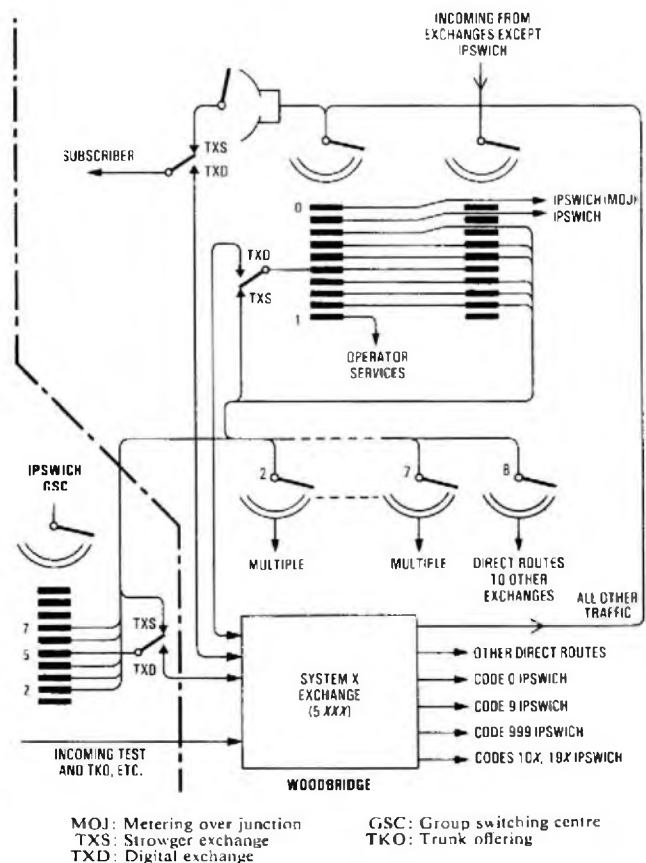 INCOMING FROM
EXCHANGES EXCEPT
IPSWICH
SUBSCRIBER
TXS
TXD
0
IPSWICH (MOJ)
IPSWICH
TXD
TXS
1
OPERATOR
SERVICES
IPSWICH
GSC
2
7
8
MULTIPLE
MULTIPLE
DIRECT ROUTES
TO OTHER
EXCHANGES
ALL OTHER
TRAFFIC
7
5
2
TXS
TXD
SYSTEM X
EXCHANGE
(5 XXX)
OTHER DIRECT ROUTES
CODE 0 IPSWICH
CODE 9 IPSWICH
CODE 999 IPSWICH
CODES 10X, 19X IPSWICH
INCOMING TEST
AND TKO, ETC.
WOODBRIDGE
MOJ: Metering over junction
TXS: Strowger exchange
TXD: Digital exchange
GSC: Group switching centre
TKO: Trunk offering